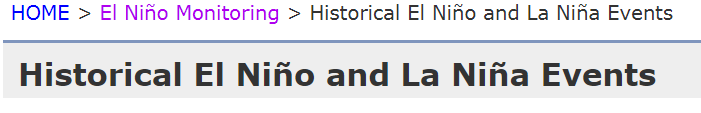 HOME > El Niño Monitoring > Historical El Niño and La Niña Events
Historical El Niño and La Niña Events